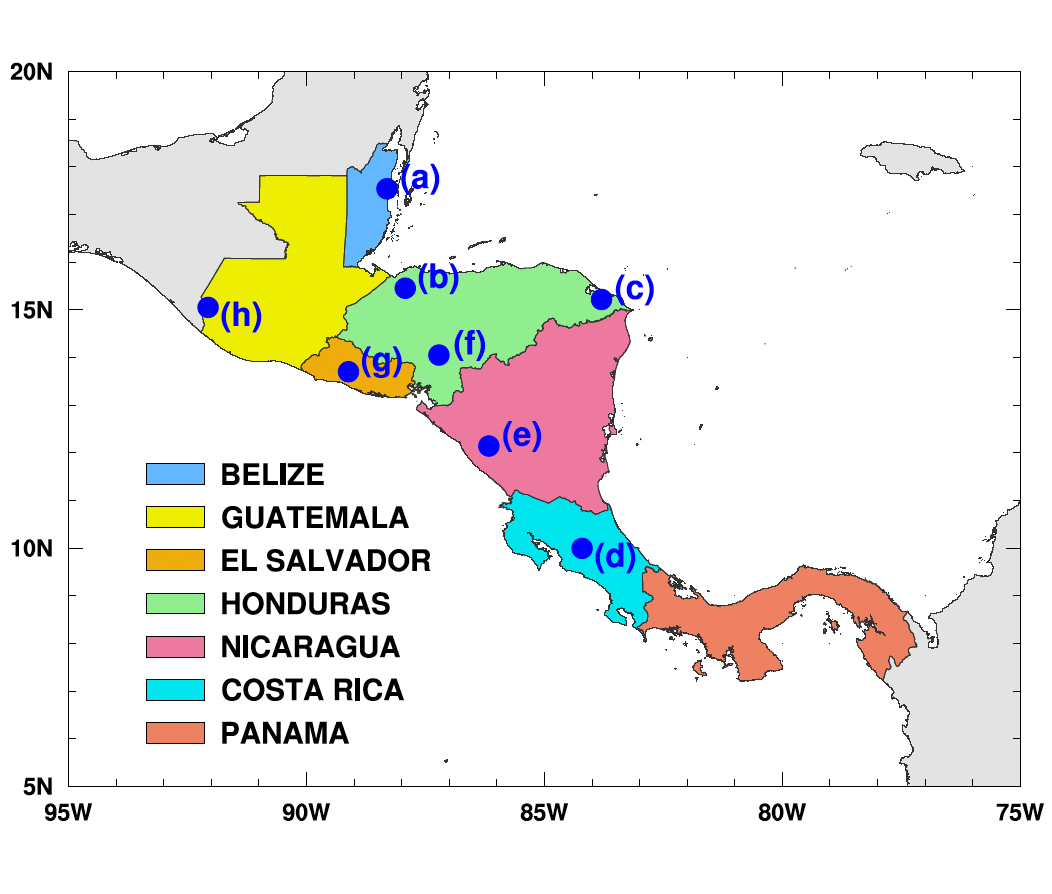 20N
(a)
(b)
(c)
15N
(h)
(f)
(g)
(e)
BELIZE
GUATEMALA
10N
(d)
EL SALVADOR
HONDURAS
NICARAGUA
COSTA RICA
PANAMA
5N
95W 90W 85W 80W 75W